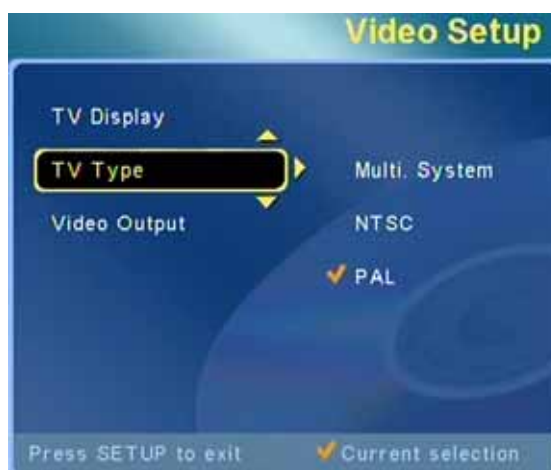 Video Setup
TV Display
TV Type
Multi. System
Video Output
NTSC
PAL
Press SETUP to exit
Current selection